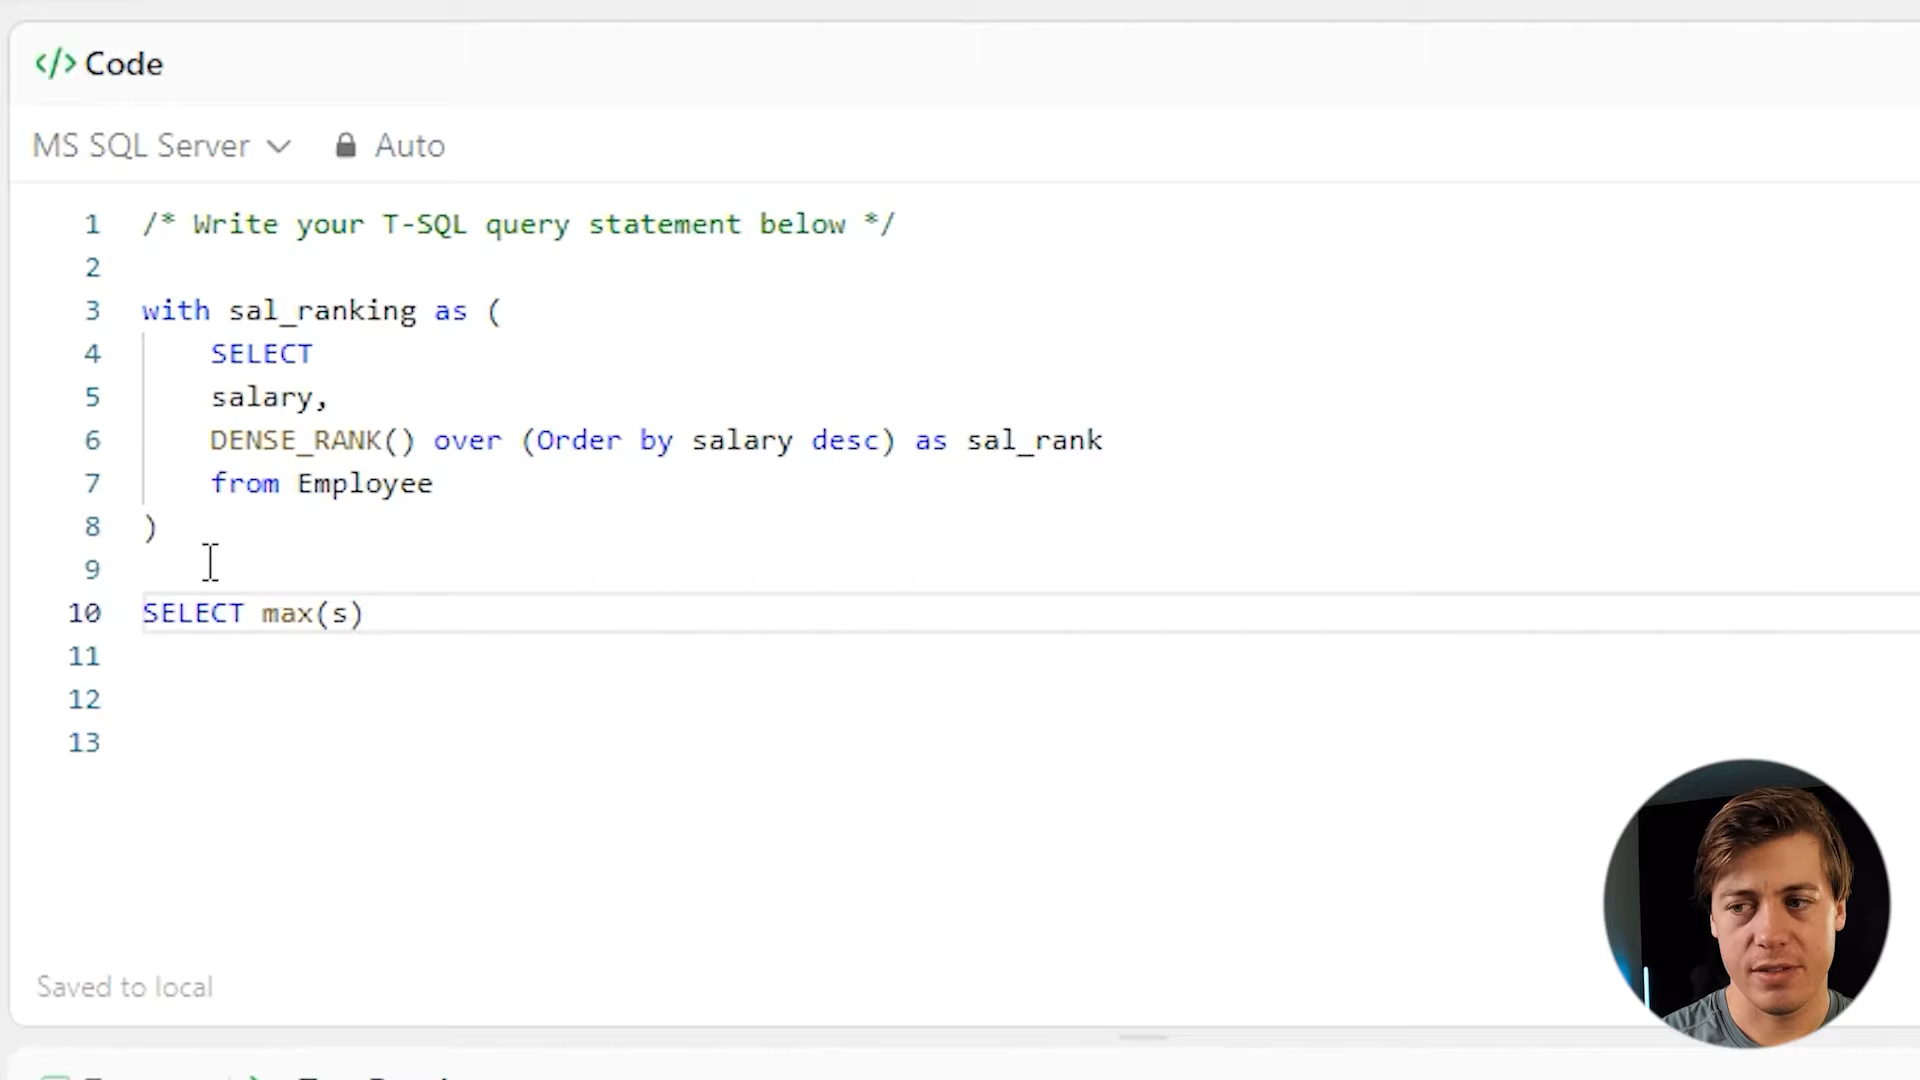 </> Code
MS SQL Server Auto
1 /* Write your T-SQL query statement below */
2
3 with sal_ranking as (
4 SELECT
5 salary,
6 DENSE_RANK() over (Order by salary desc) as sal_rank
7 from Employee
8 )
9
10 SELECT max(s)
11
12
13
Saved to local